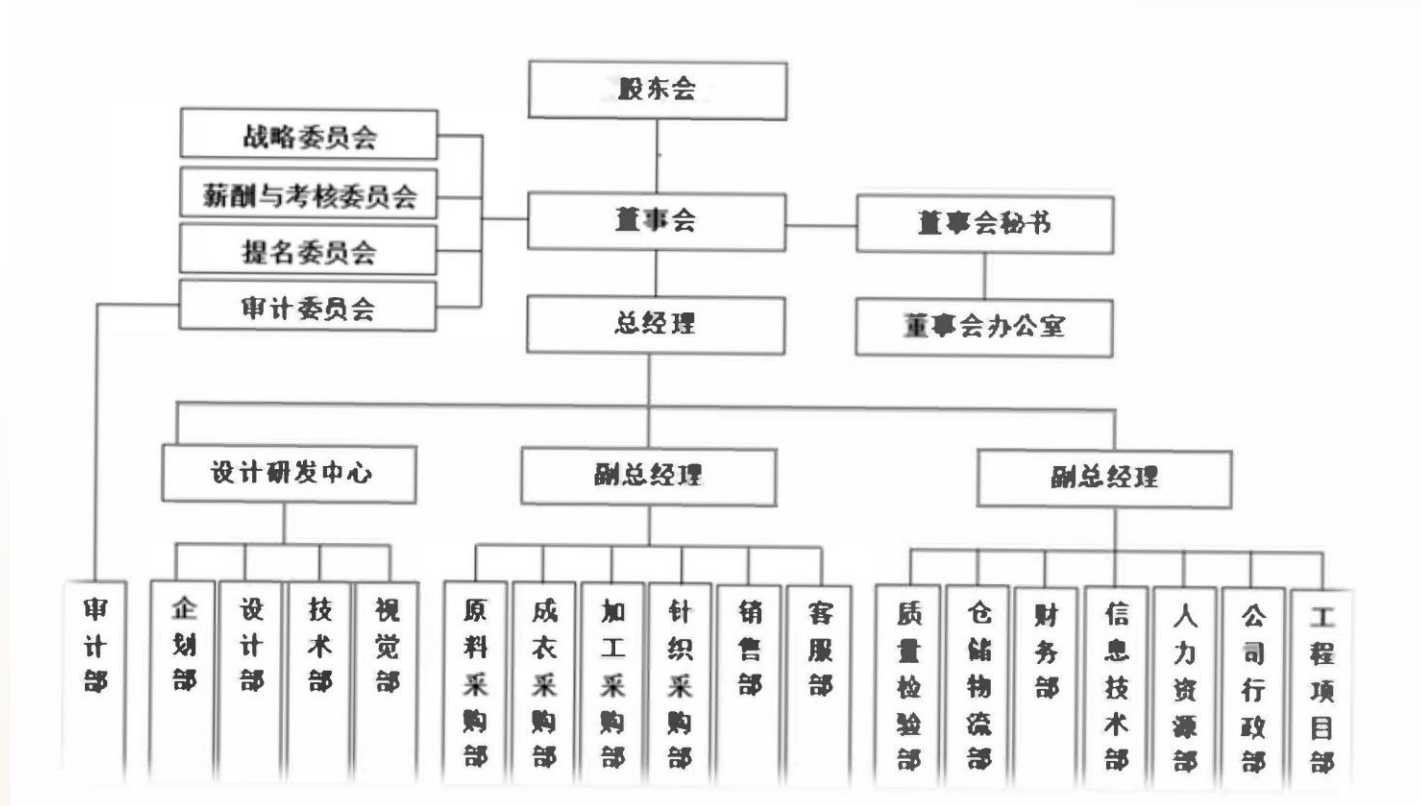 股东会
战略委员会
薪酬与考核委员会
提名委员会
审计委员会
董事会
董事会秘书
总经理
董事会办公室
设计研发中心
副总经理
副总经理
审计部
企划部
设计部
技术部
视觉部
原料采购部
成衣采购部
加工采购部
针织采购部
销售部
客服部
质量检验部
仓储物流部
财务部
信息技术部
人力资源部
公司行政部
工程项目部